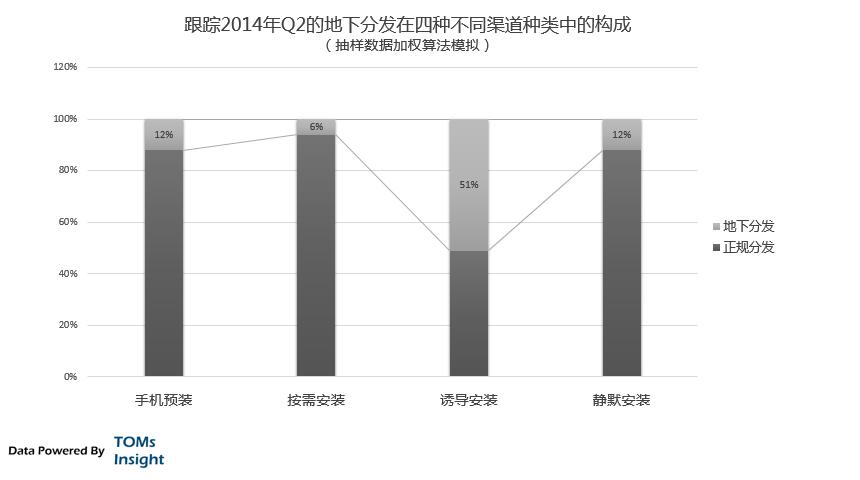 跟踪2014年Q2的地下分发在四种不同渠道种类中的构成
（抽样数据加权算法模拟）
120%
100%
80%
60%
40%
20%
0%
12%
6%
51%
12%
手机预装
按需安装
诱导安装
静默安装
地下分发
正规分发
Data Powered By
TOMs
Insight